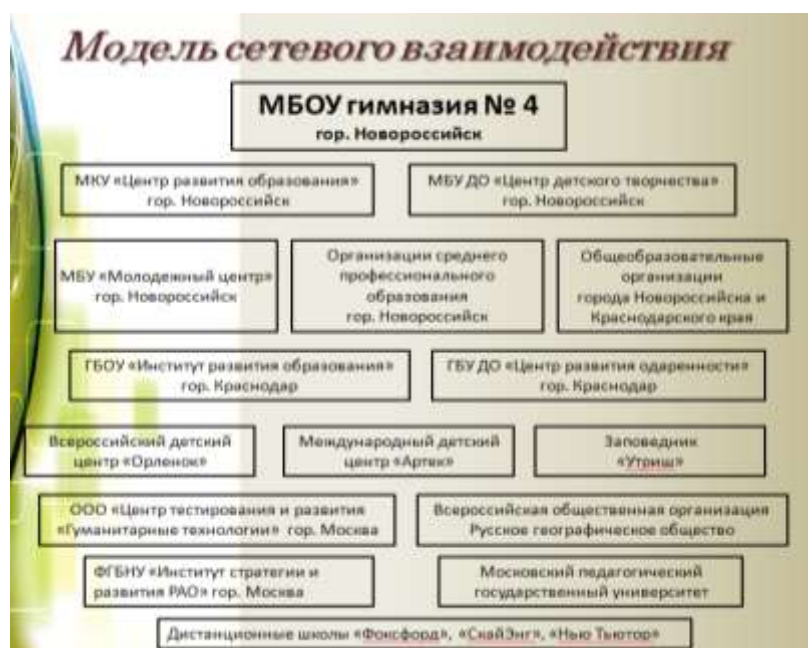 Модель сетевого взаимодействия
МБОУ гимназия № 4
гор. Новороссийск
МКУ «Центр развития образования»
гор. Новороссийск
МБУ ДО «Центр детского творчества»
гор. Новороссийск
МБУ «Молодежный центр»
гор. Новороссийск
Организации среднего
профессионального
образования
гор. Новороссийск
Общеобразовательные
организации
города Новороссийска и
Краснодарского края
ГБОУ «Институт развития образования»
гор. Краснодар
ГБУ ДО «Центр развития одаренности»
гор. Краснодар
Всероссийский детский
центр «Орленок»
Международный детский
центр «Артек»
Заповедник
«Утриш»
ООО «Центр тестирования и развития
«Гуманитарные технологии» гор. Москва
Всероссийская общественная организация
Русское географическое общество
ФГБНУ «Институт стратегии и
развития РАО» гор. Москва
Московский педагогический
государственный университет
Дистанционные школы «Фоксфорд», «СкайЭнг», «Нью Тьютор»